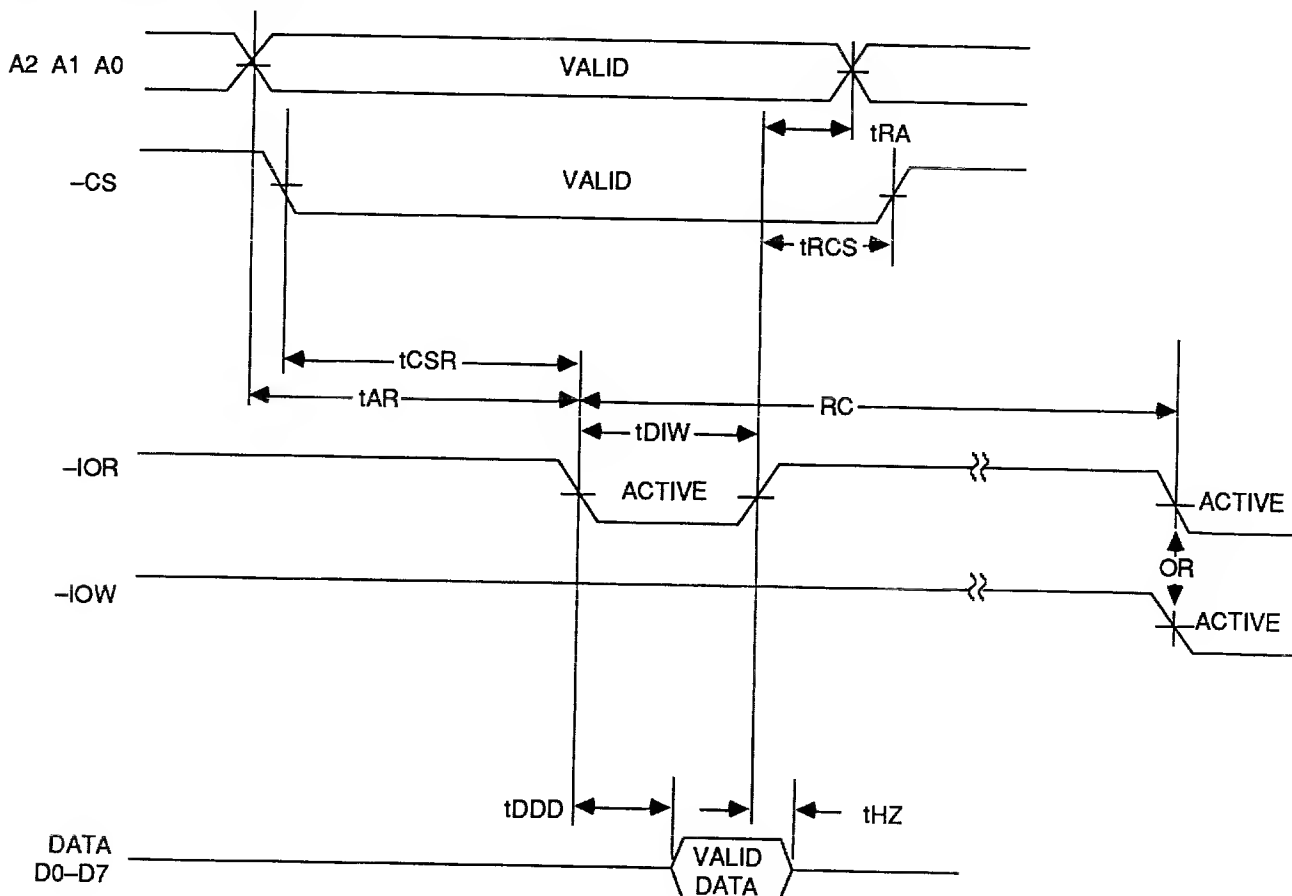 A2 A1 A0
VALID
tRA
–CS
VALID
tRCS
tCSR
tAR
RC
tDIW
–IOR
ACTIVE
ACTIVE
OR
–IOW
ACTIVE
tDDD
tHZ
DATA
D0–D7
VALID
DATA